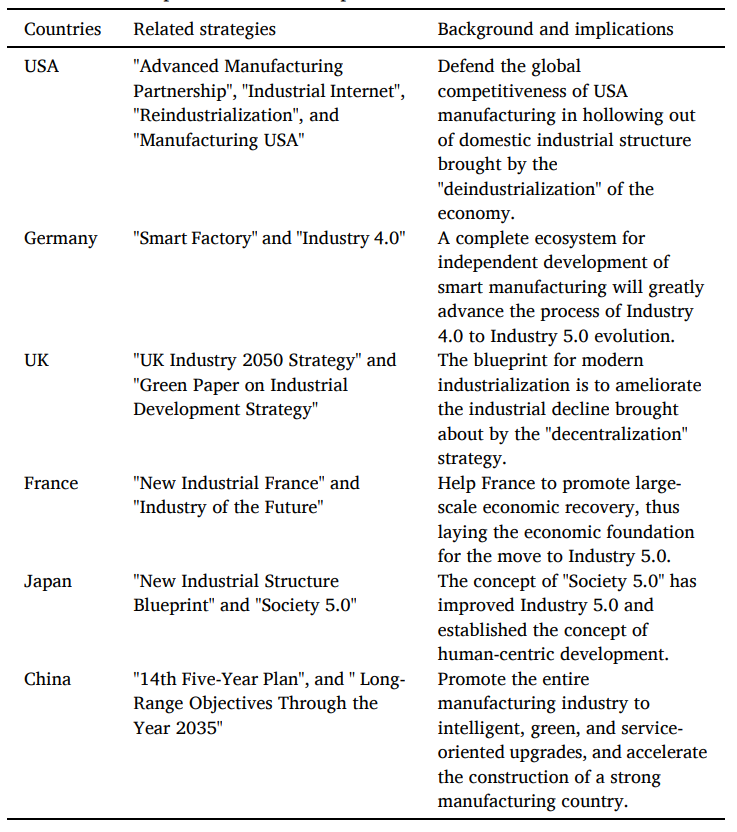 Countries Related strategies Background and implications
USA "Advanced Manufacturing Defend the global
Partnership", "Industrial Internet", competitiveness of USA
"Reindustrialization", and manufacturing in hollowing out
"Manufacturing USA" of domestic industrial structure
brought by the
"deindustrialization" of the
economy.
Germany "Smart Factory" and "Industry 4.0" A complete ecosystem for
independent development of
smart manufacturing will greatly
advance the process of Industry
4.0 to Industry 5.0 evolution.
UK "UK Industry 2050 Strategy" and The blueprint for modern
"Green Paper on Industrial industrialization is to ameliorate
Development Strategy" the industrial decline brought
about by the "decentralization"
strategy.
France "New Industrial France" and Help France to promote large-
"Industry of the Future" scale economic recovery, thus
laying the economic foundation
for the move to Industry 5.0.
Japan "New Industrial Structure The concept of "Society 5.0" has
Blueprint" and "Society 5.0" improved Industry 5.0 and
established the concept of
human-centric development.
China "14th Five-Year Plan", and " Long- Promote the entire
Range Objectives Through the manufacturing industry to
Year 2035" intelligent, green, and service-
oriented upgrades, and accelerate
the construction of a strong
manufacturing country.